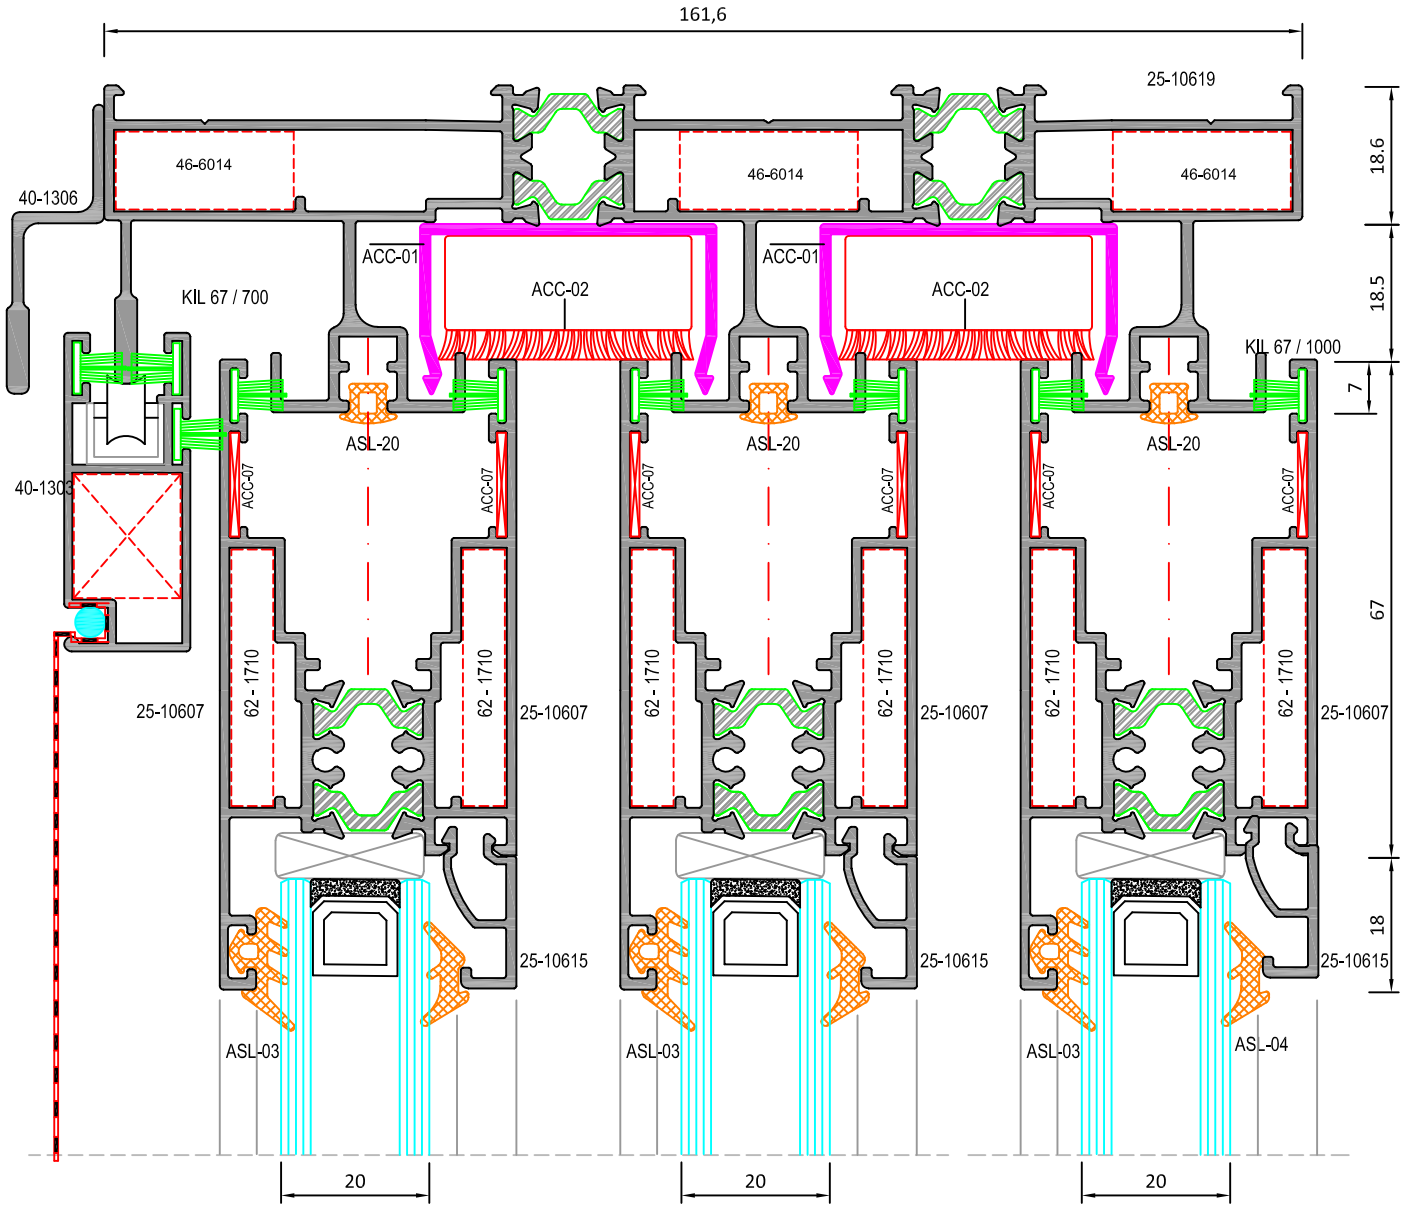 161,6
25-10619
46-6014
46-6014
46-6014
18.6
40-1306
ACC-01
ACC-01
18.5
KIL 67 / 700
ACC-02
ACC-02
KIL 67 / 1000
7
ASL-20
ASL-20
ASL-20
40-1303
ACC-07
ACC-07
ACC-07
ACC-07
ACC-07
ACC-07
67
62 - 1710
62 - 1710
62 - 1710
62 - 1710
62 - 1710
62 - 1710
25-10607
25-10607
25-10607
25-10607
18
25-10615
25-10615
25-10615
ASL-03
ASL-03
ASL-03
ASL-04
20
20
20